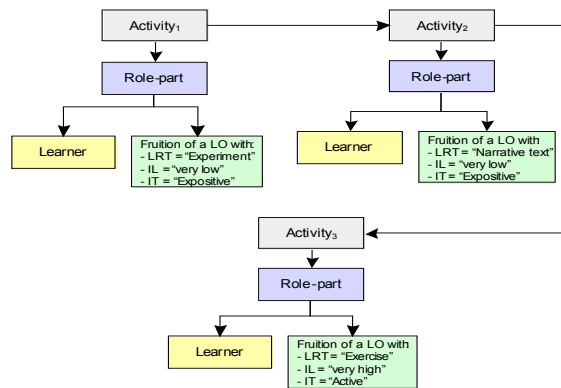 Activity₁
Activity₂
Role-part
Role-part
Learner
Fruition of a LO with:
- LRT = “Experiment”
- IL = “very low”
- IT = “Expositive”
Learner
Fruition of a LO with
- LRT = “Narrative text”
- IL = “very low”
- IT = “Expositive”
Activity₃
Role-part
Learner
Fruition of a LO with
- LRT = “Exercise”
- IL = “very high”
- IT = “Active”